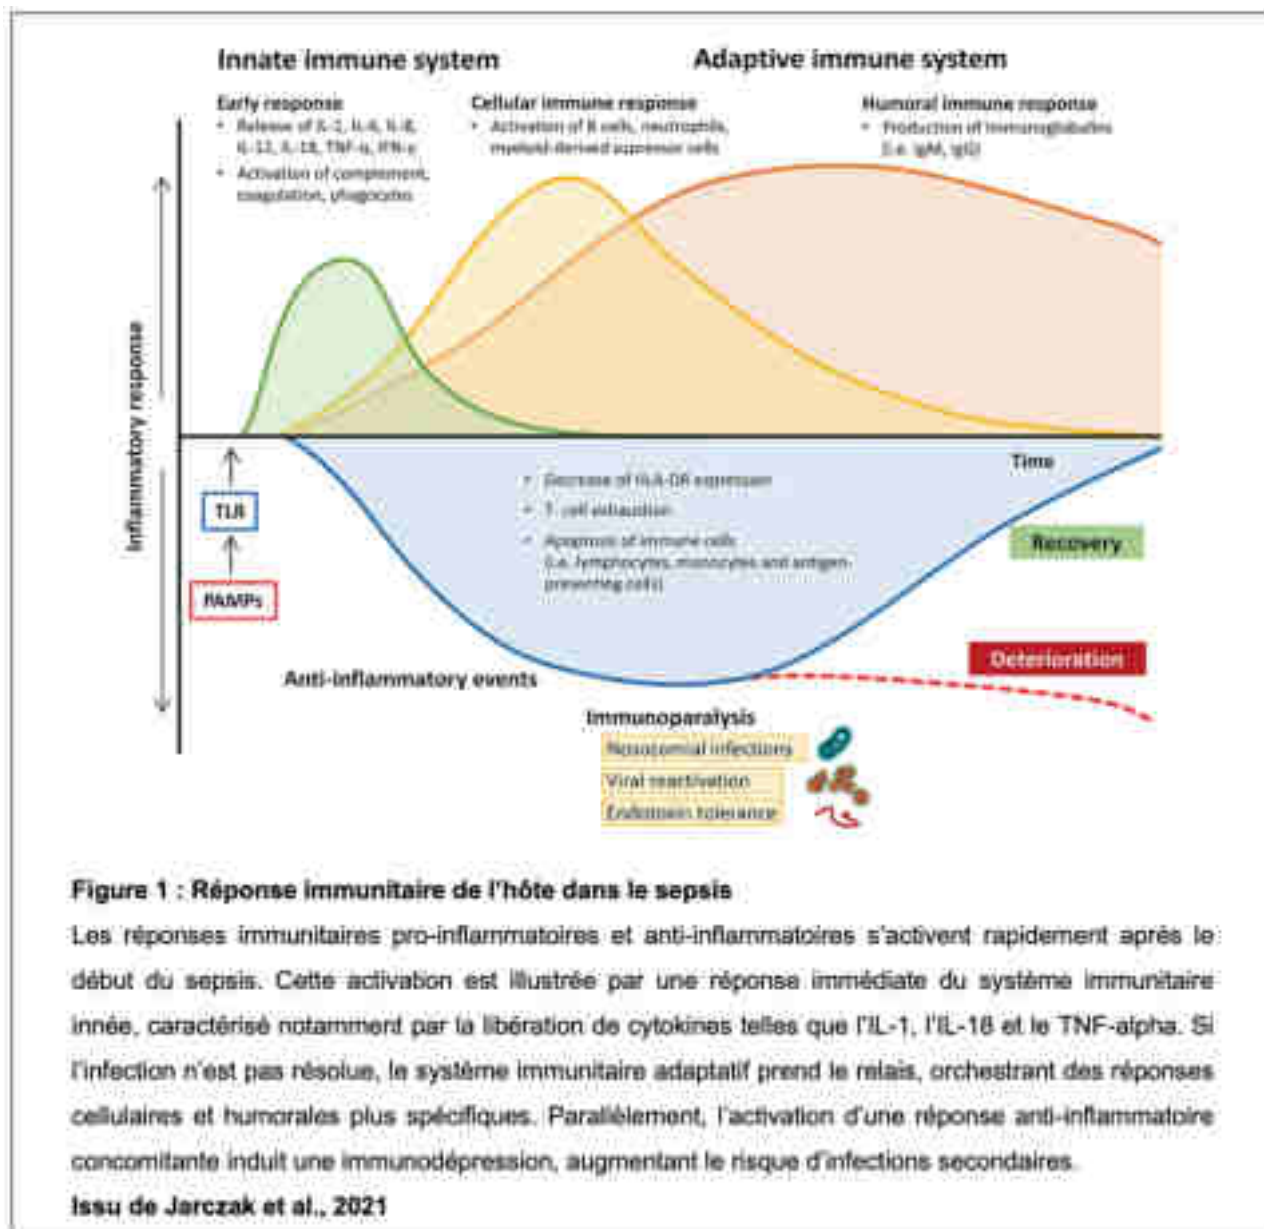 Innate immune system
Adaptive immune system
Early response
• Release of IL-1, IL-6, IL-8,
IL-12, IL-18, TNF-α, IFN-γ
• Activation of complement,
coagulation, phagocytes
Cellular immune response
• Activation of B cells, neutrophils,
myeloid-derived supressor cells
Humoral immune response
• Production of immunoglobulins
(i.e. IgM, IgG)
Inflammatory response
Time
TLR
PAMPs
• Decrease of HLA-DR expression
• T- cell exhaustion
• Apoptosis of immune cells
(i.e. lymphocytes, monocytes and antigen-
presenting cells)
Recovery
Deterioration
Anti-inflammatory events
Immunoparalysis
Nosocomial infections
Viral reactivation
Endotoxin tolerance
Figure 1 : Réponse immunitaire de l'hôte dans le sepsis
Les réponses immunitaires pro-inflammatoires et anti-inflammatoires s'activent rapidement après le
début du sepsis. Cette activation est illustrée par une réponse immédiate du système immunitaire
innée, caractérisé notamment par la libération de cytokines telles que l'IL-1, l'IL-18 et le TNF-alpha. Si
l'infection n'est pas résolue, le système immunitaire adaptatif prend le relais, orchestrant des réponses
cellulaires et humorales plus spécifiques. Parallèlement, l'activation d'une réponse anti-inflammatoire
concomitante induit une immunodépression, augmentant le risque d'infections secondaires.
Issu de Jarczak et al., 2021